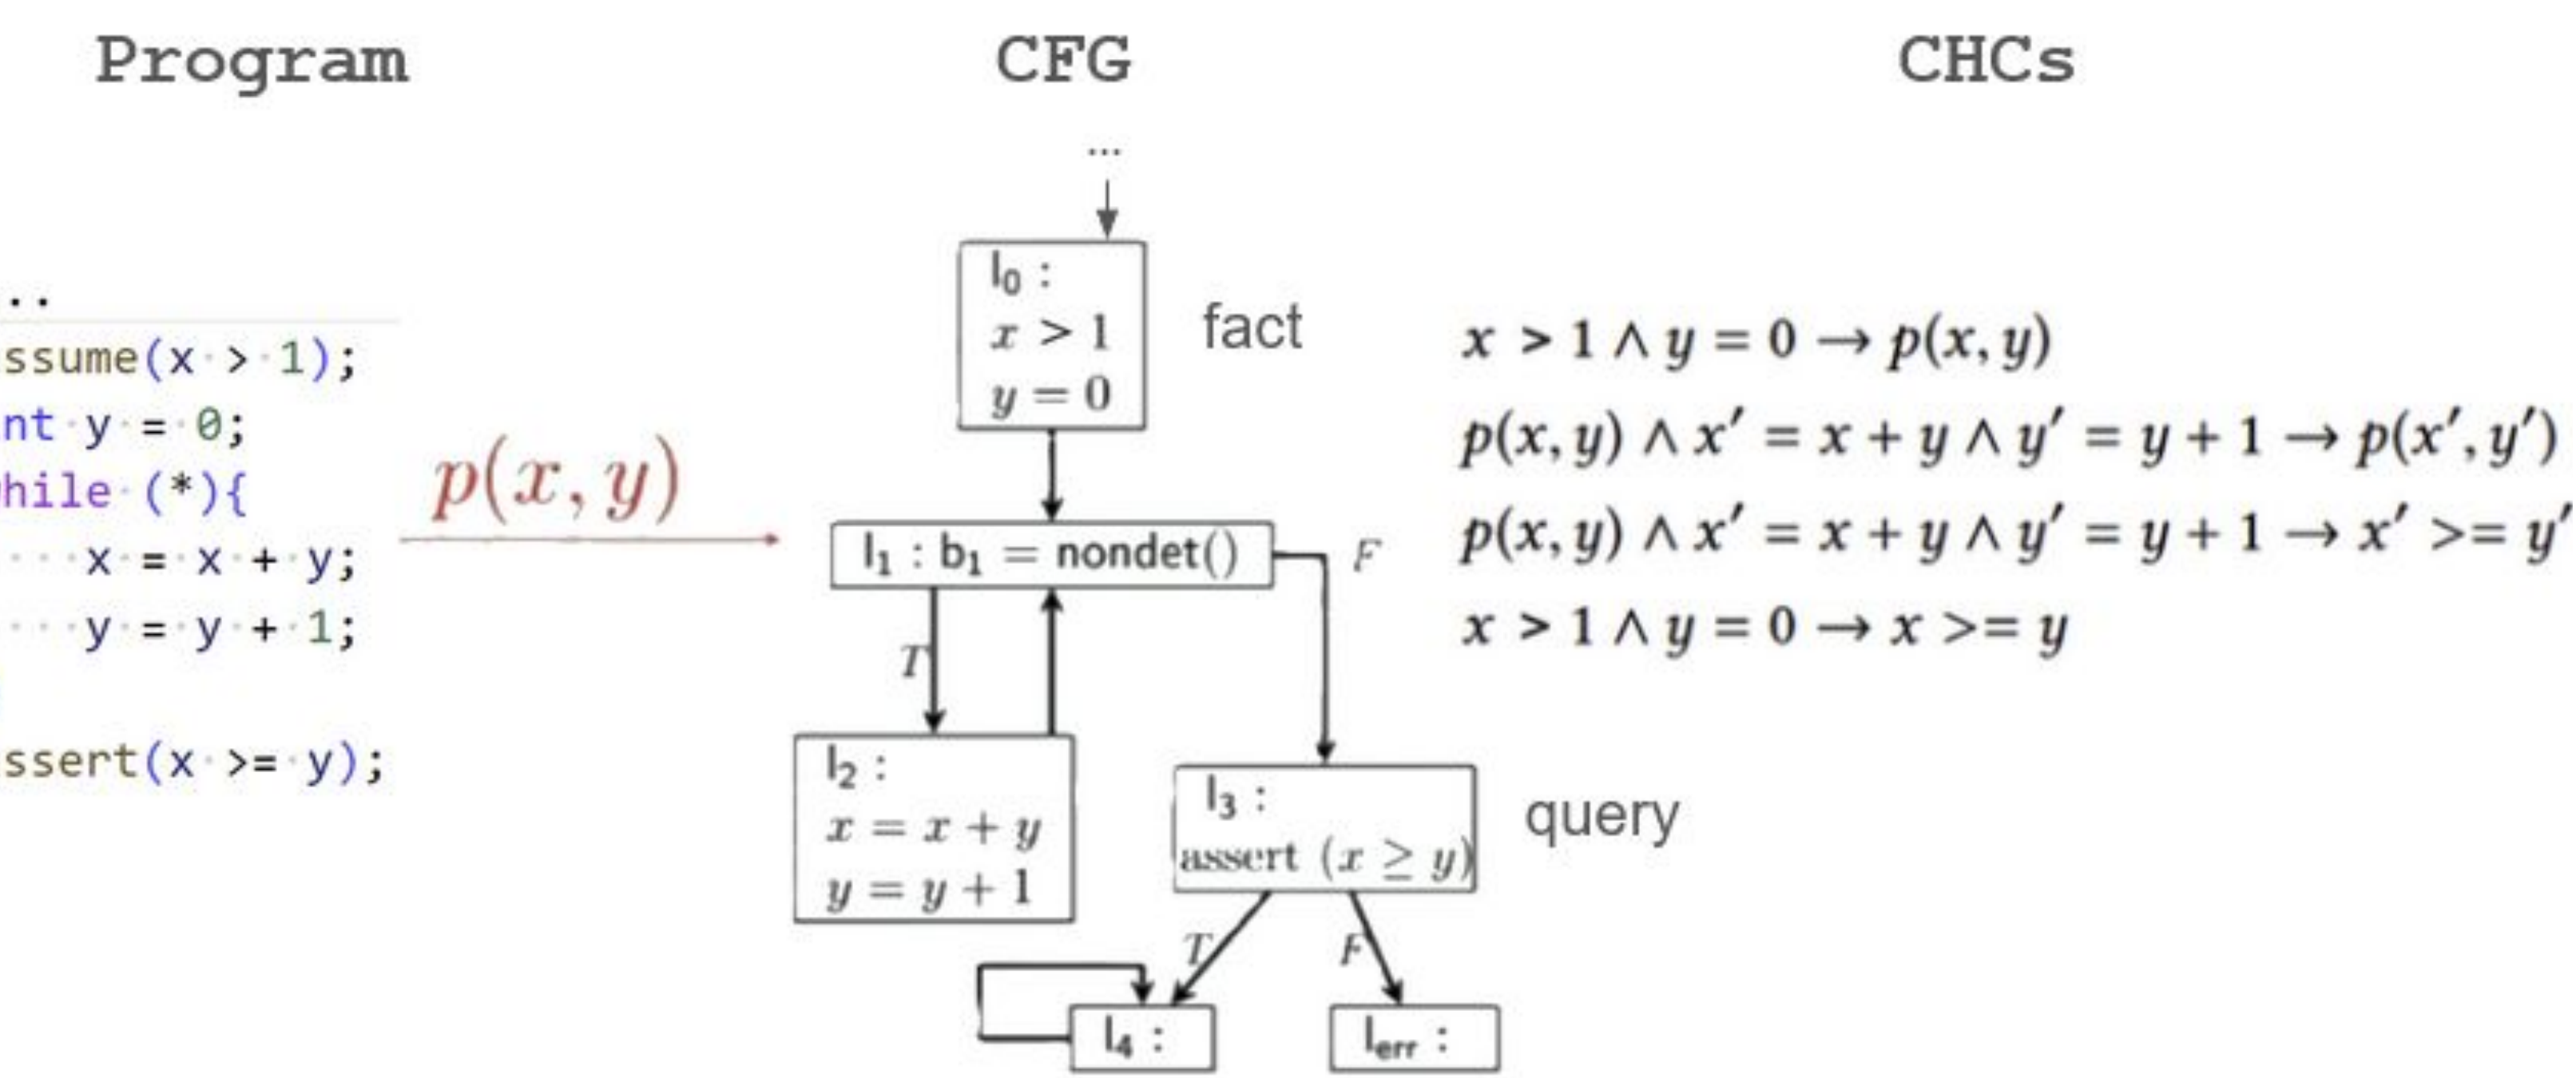 Program
CFG
CHCs
..
ssume(x > 1);
nt y = 0;
hile (*){
x = x + y;
y = y + 1;
ssert(x >= y);
p(x, y)
...
l₀ :
x > 1
y = 0
fact
l₁ : b₁ = nondet()
F
T
l₂ :
x = x + y
y = y + 1
l₃ :
assert (x ≥ y)
query
T
F
l₄ :
lₑᵣᵣ :
x > 1 ∧ y = 0 → p(x, y)
p(x, y) ∧ x′ = x + y ∧ y′ = y + 1 → p(x′, y′)
p(x, y) ∧ x′ = x + y ∧ y′ = y + 1 → x′ >= y′
x > 1 ∧ y = 0 → x >= y